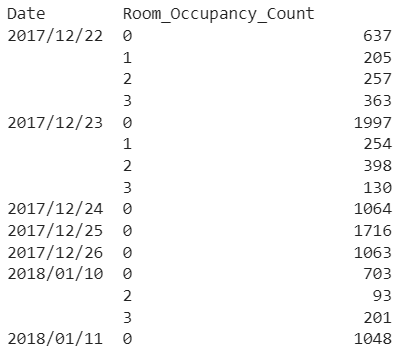 Date Room_Occupancy_Count
2017/12/22 0 637
1 205
2 257
3 363
2017/12/23 0 1997
1 254
2 398
3 130
2017/12/24 0 1064
2017/12/25 0 1716
2017/12/26 0 1063
2018/01/10 0 703
2 93
3 201
2018/01/11 0 1048